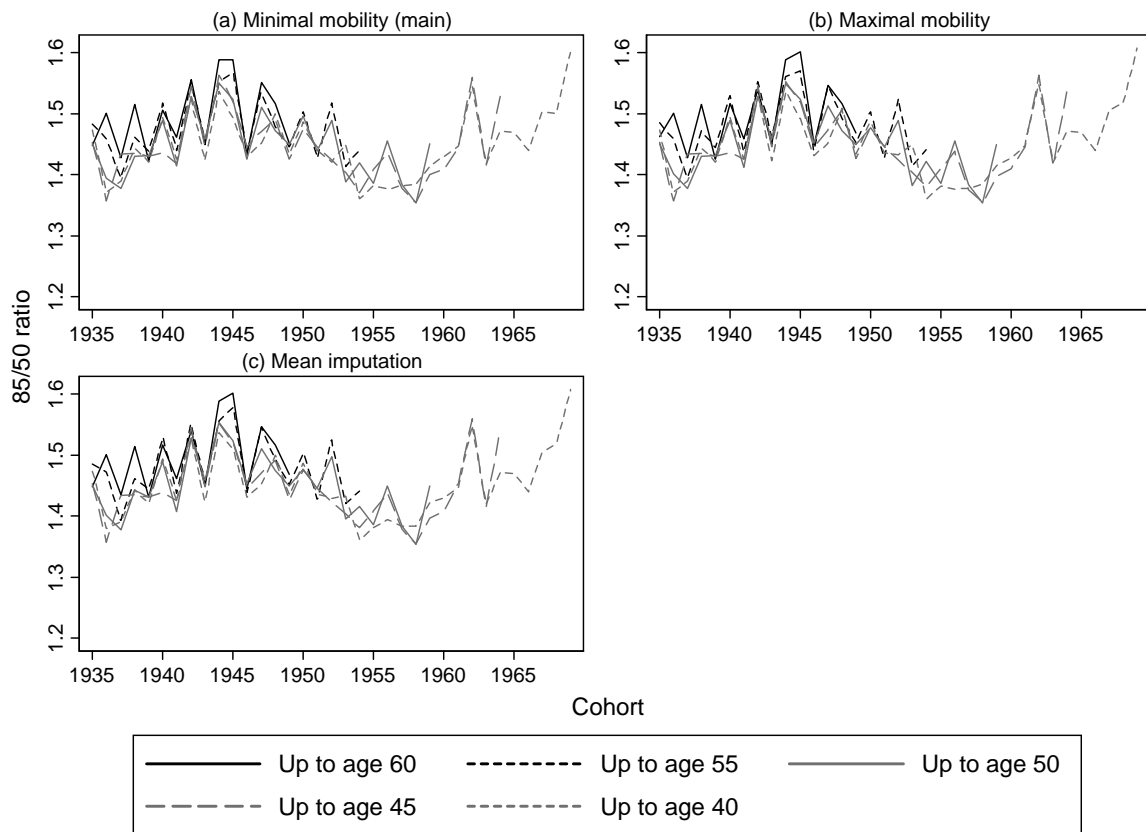 (a) Minimal mobility (main)
(b) Maximal mobility
1.6
1.5
1.4
1.3
1.2
1935 1940 1945 1950 1955 1960 1965
1.6
1.5
1.4
1.3
1.2
1935 1940 1945 1950 1955 1960 1965
85/50 ratio
(c) Mean imputation
1.6
1.5
1.4
1.3
1.2
1935 1940 1945 1950 1955 1960 1965
Cohort
Up to age 60 Up to age 55 Up to age 50
Up to age 45 Up to age 40